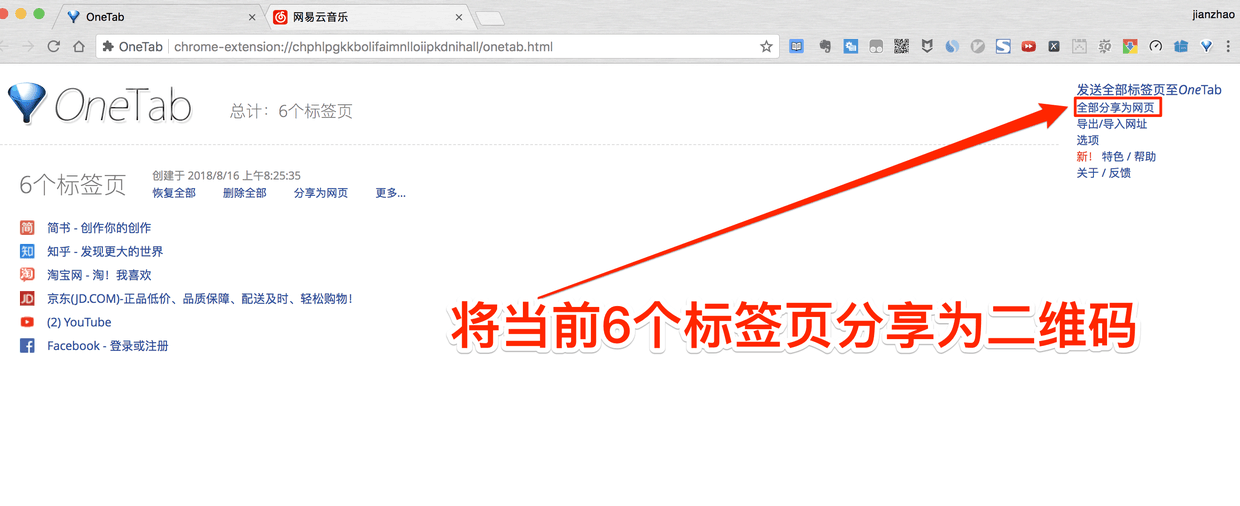 OneTab
网易云音乐
jianzhao
OneTab
chrome-extension://chphlpgkkbolifaimnlloiipkdnihall/onetab.html
OneTab
总计：6个标签页
发送全部标签页至OneTab
全部分享为网页
导出/导入网址
选项
新！ 特色 / 帮助
关于 / 反馈
6个标签页
创建于 2018/8/16 上午8:25:35
恢复全部 删除全部 分享为网页 更多...
简 简书 - 创作你的创作
知 知乎 - 发现更大的世界
淘 淘宝网 - 淘！我喜欢
JD 京东(JD.COM)-正品低价、品质保障、配送及时、轻松购物！
(2) YouTube
Facebook - 登录或注册
将当前6个标签页分享为二维码